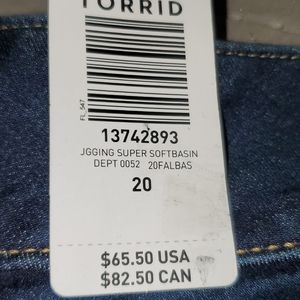 TORRID
FL_547
13742893
JGGING SUPER SOFTBASIN
DEPT 0052 20FALBAS
20
$65.50 USA
$82.50 CAN